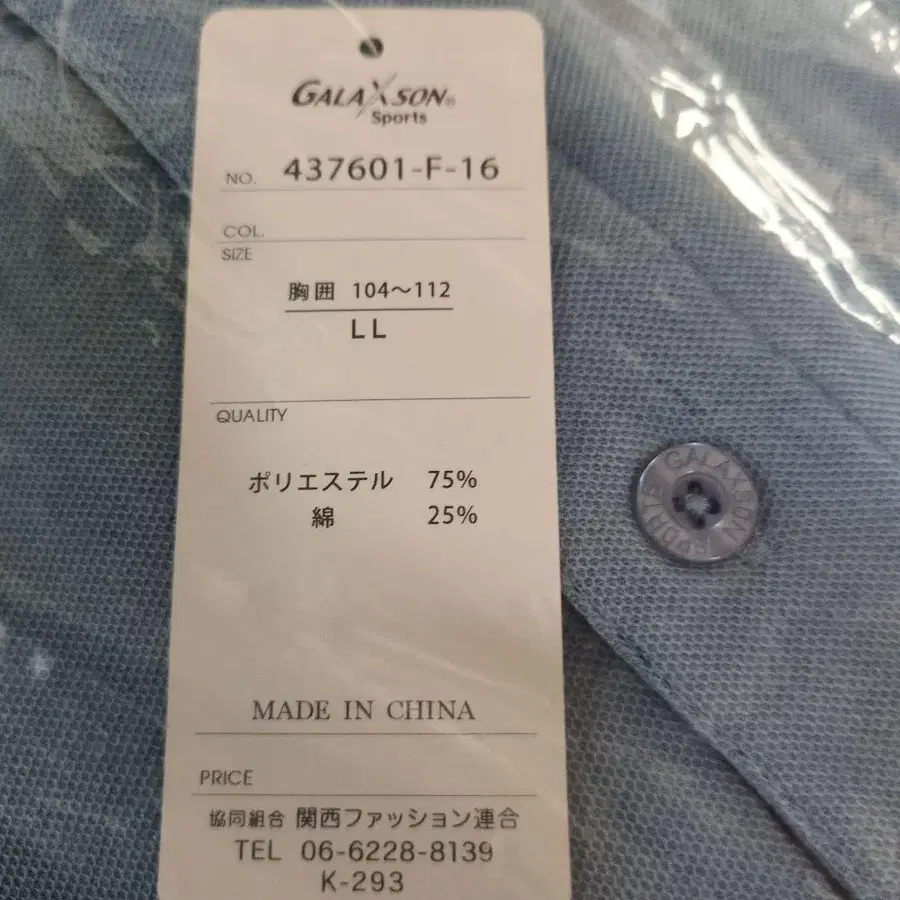 GALAXSON®
Sports
NO. 437601-F-16
COL.
SIZE
胸囲 104〜112
LL
QUALITY
ポリエステル 75%
綿 25%
MADE IN CHINA
PRICE
協同組合 関西ファッション連合
TEL 06-6228-8139
K-293
GALAXSON SPORTS